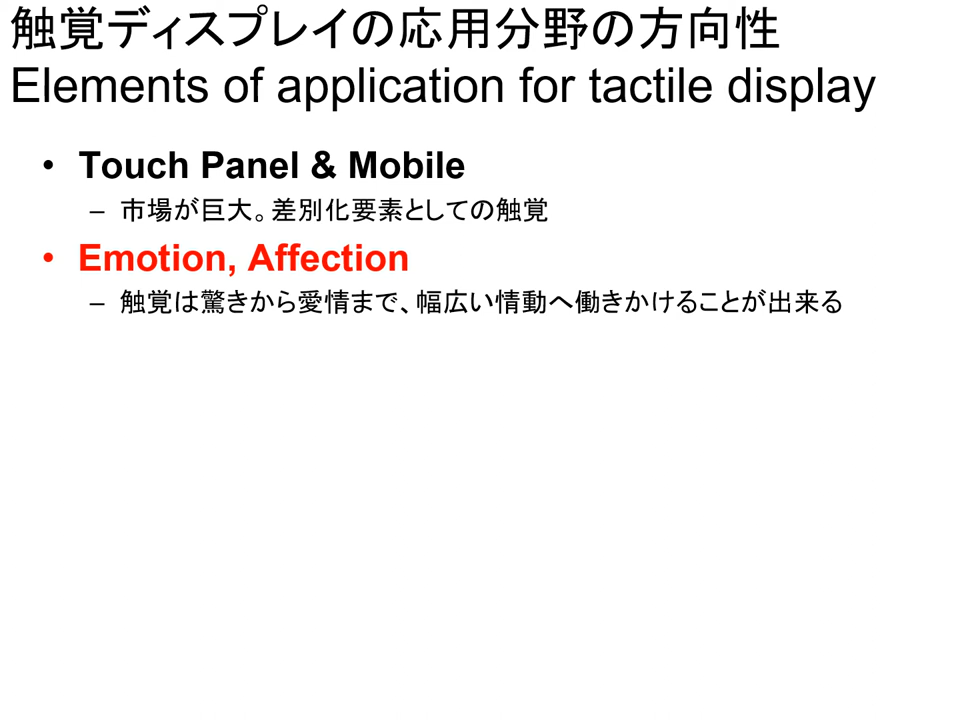 触覚ディスプレイの応用分野の方向性
Elements of application for tactile display
• Touch Panel & Mobile
– 市場が巨大。差別化要素としての触覚
• Emotion, Affection
– 触覚は驚きから愛情まで、幅広い情動へ働きかけることが出来る